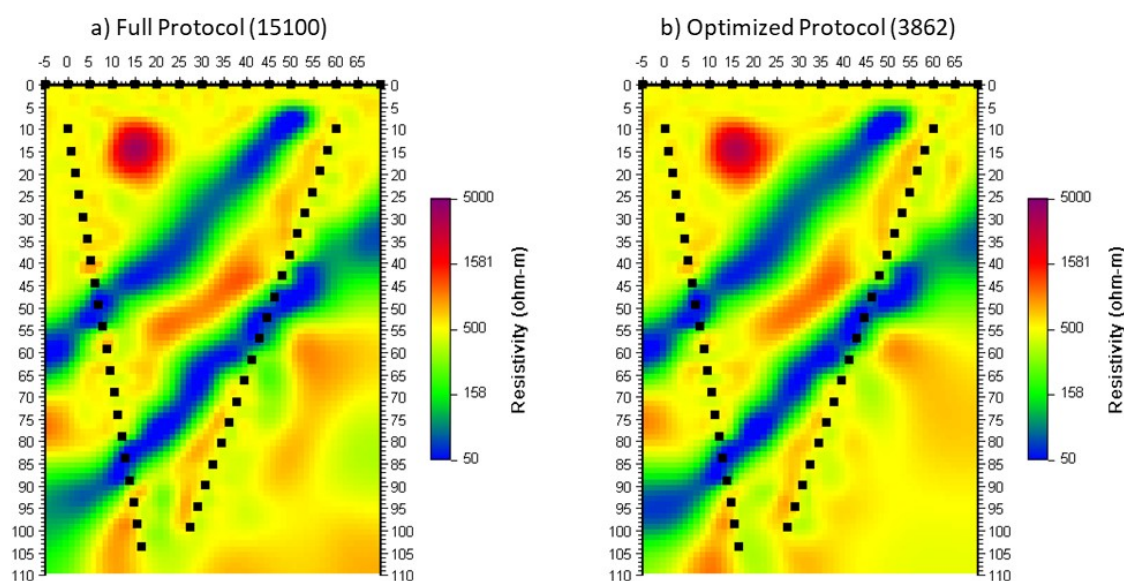 a) Full Protocol (15100)
-5 0 5 10 15 20 25 30 35 40 45 50 55 60 65
0 5 10 15 20 25 30 35 40 45 50 55 60 65 70 75 80 85 90 95 100 105 110
0 5 10 15 20 25 30 35 40 45 50 55 60 65 70 75 80 85 90 95 100 105 110
5000
1581
500
158
50
Resistivity (ohm-m)
b) Optimized Protocol (3862)
-5 0 5 10 15 20 25 30 35 40 45 50 55 60 65
0 5 10 15 20 25 30 35 40 45 50 55 60 65 70 75 80 85 90 95 100 105 110
0 5 10 15 20 25 30 35 40 45 50 55 60 65 70 75 80 85 90 95 100 105 110
5000
1581
500
158
50
Resistivity (ohm-m)